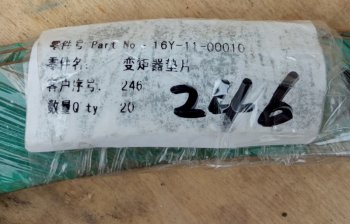 零件号 Part No : 16Y-11-00010
零件名: 变矩器垫片
客户序号: 246
数量Q'ty 20
246